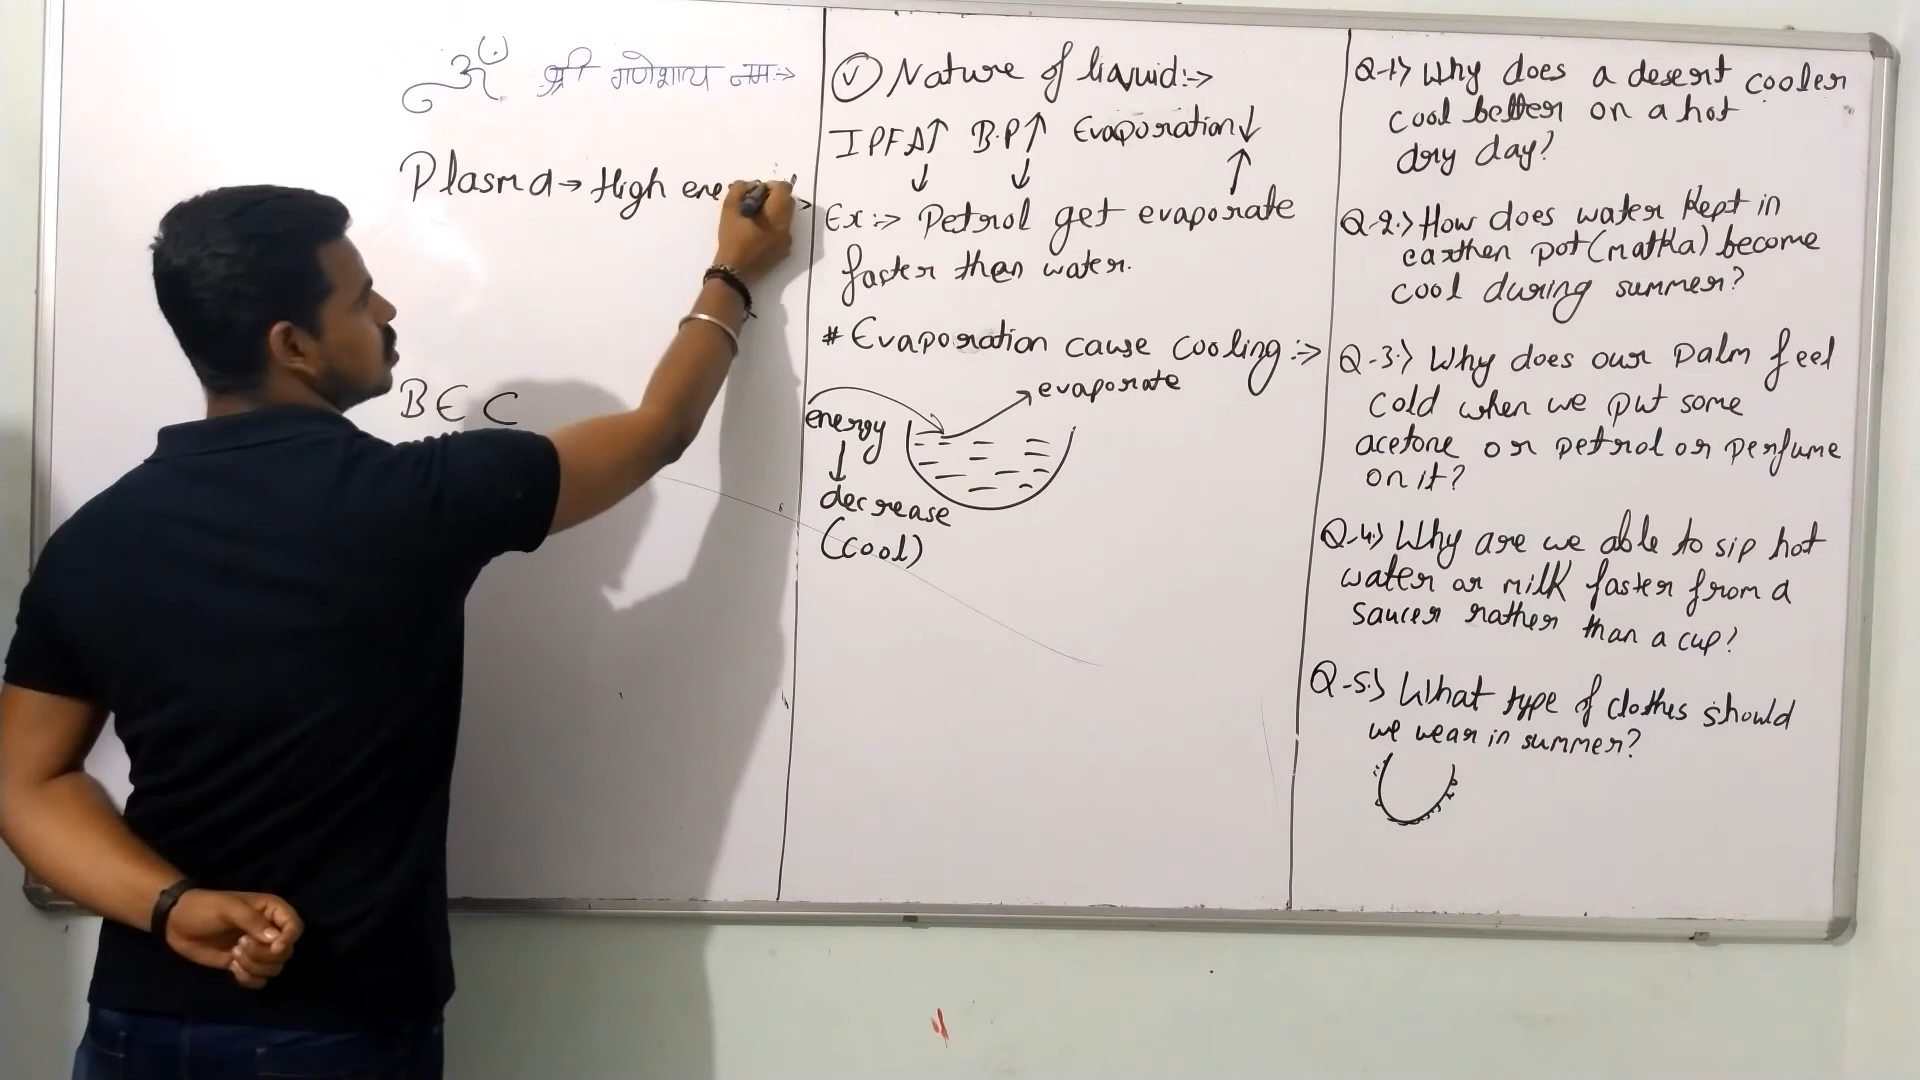 ॐ श्री गणेशाय नमः→
Plasma → High ene
BEC
(v) Nature of liquid:→
IPFA↑ B.P↑ Evaporation↓
↓ ↓ ↑
Ex:→ Petrol get evaporate
faster then water.
# Evaporation cause cooling:→
evaporate
energy
↓
decrease
(cool)
Q-1) Why does a desert cooler
cool better on a hot
dry day?
Q-2.) How does water kept in
earthen pot(matka) become
cool during summer?
Q-3.) Why does our palm feel
cold when we put some
acetone or petrol or perfume
on it?
Q-4.) Why are we able to sip hot
water or milk faster from a
saucer rather than a cup?
Q-5.) What type of clothes should
we wear in summer?